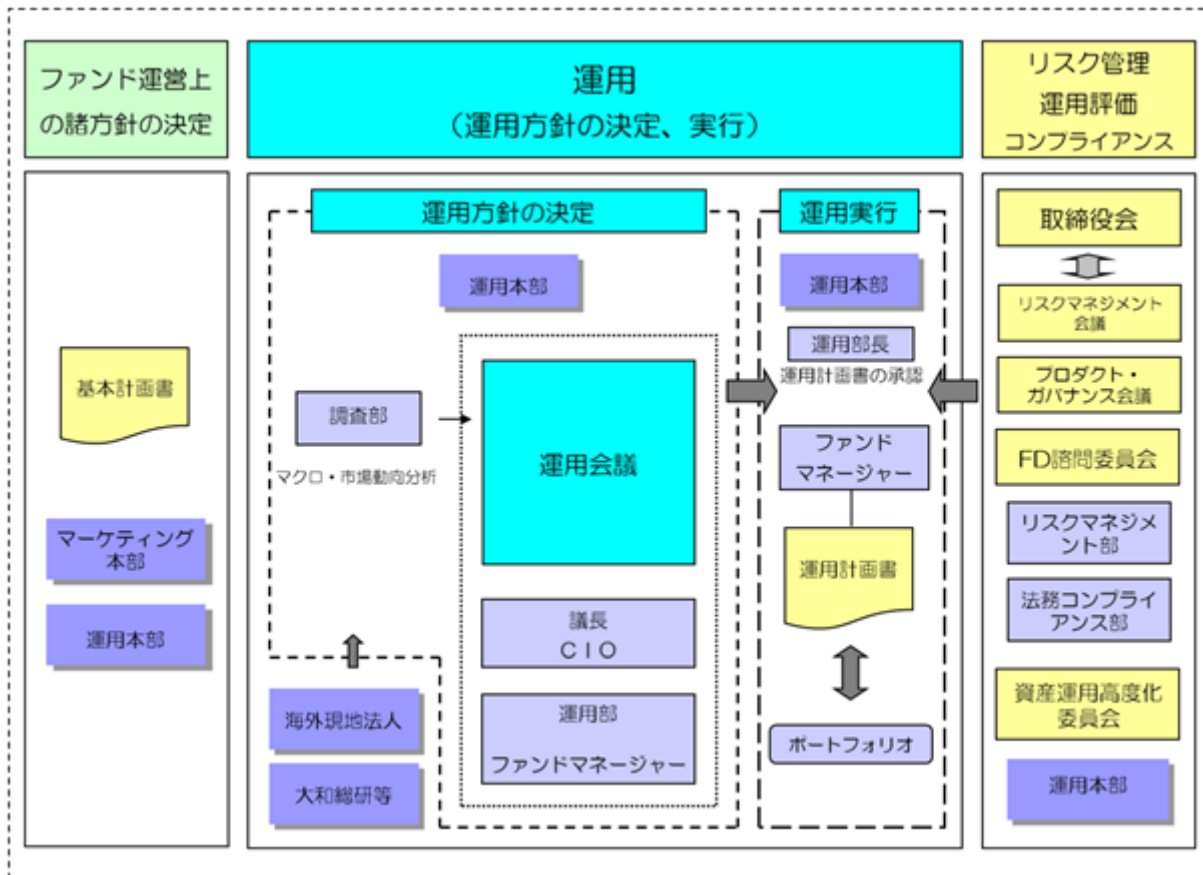 ファンド運営上
の諸方針の決定
運用
（運用方針の決定、実行）
リスク管理
運用評価
コンプライアンス
基本計画書
マーケティング
本部
運用本部
運用方針の決定
運用本部
調査部
マクロ・市場動向分析
運用会議
議長
ＣＩＯ
運用部
ファンドマネージャー
海外現地法人
大和総研等
運用実行
運用本部
運用部長
運用計画書の承認
ファンド
マネージャー
運用計画書
ポートフォリオ
取締役会
リスクマネジメント
会議
プロダクト・
ガバナンス会議
FD諮問委員会
リスクマネジメ
ント部
法務コンプライ
アンス部
資産運用高度化
委員会
運用本部